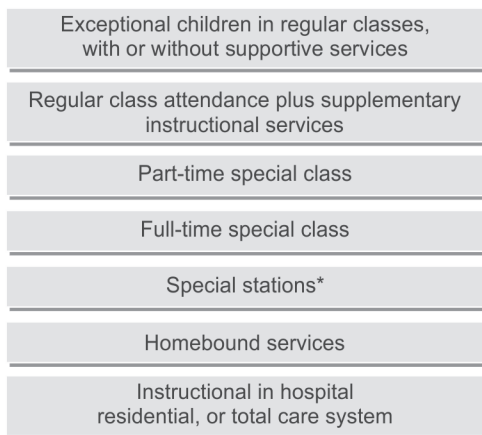 Exceptional children in regular classes,
with or without supportive services
Regular class attendance plus supplementary
instructional services
Part-time special class
Full-time special class
Special stations*
Homebound services
Instructional in hospital
residential, or total care system